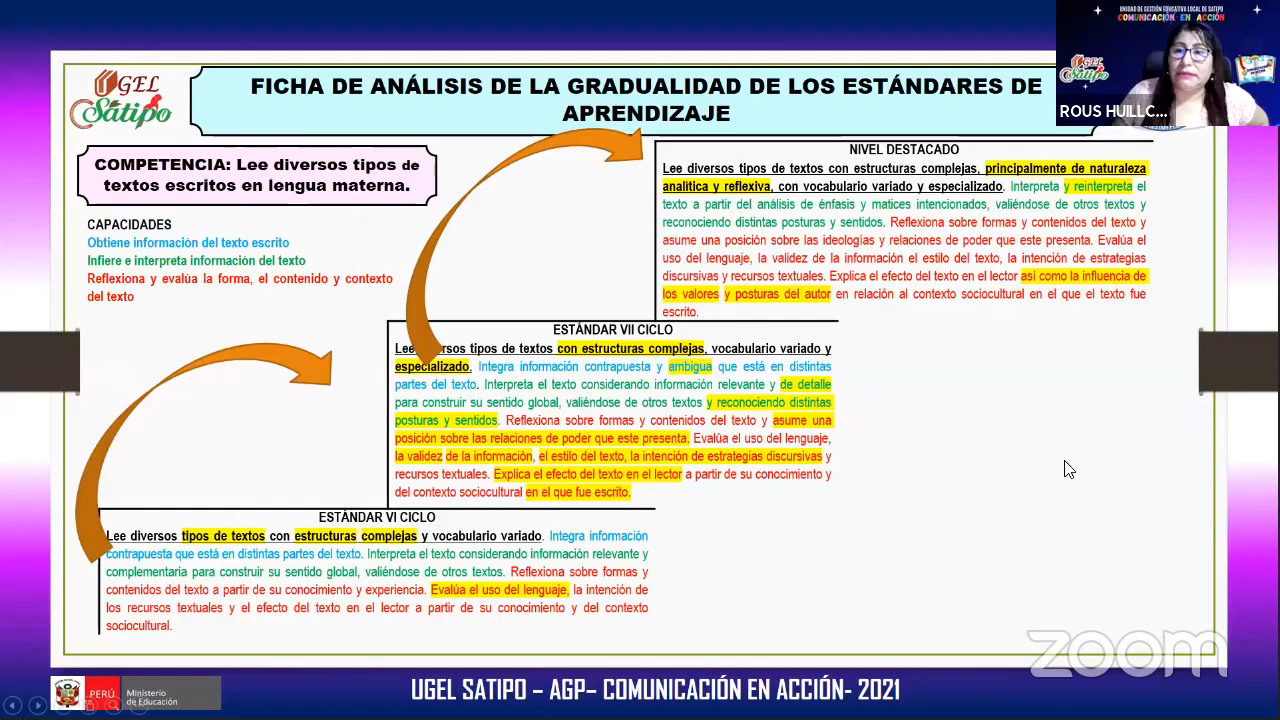 UNIDAD DE GESTIÓN EDUCATIVA LOCAL DE SATIPO
COMUNICACIÓN EN ACCIÓN
UGEL
Satipo
ROUS HUILLC...
UGEL
Satipo
FICHA DE ANÁLISIS DE LA GRADUALIDAD DE LOS ESTÁNDARES DE
APRENDIZAJE
COMPETENCIA: Lee diversos tipos de
textos escritos en lengua materna.
CAPACIDADES
Obtiene información del texto escrito
Infiere e interpreta información del texto
Reflexiona y evalúa la forma, el contenido y contexto
del texto
NIVEL DESTACADO
Lee diversos tipos de textos con estructuras complejas, principalmente de naturaleza
analítica y reflexiva, con vocabulario variado y especializado. Interpreta y reinterpreta el
texto a partir del análisis de énfasis y matices intencionados, valiéndose de otros textos y
reconociendo distintas posturas y sentidos. Reflexiona sobre formas y contenidos del texto y
asume una posición sobre las ideologías y relaciones de poder que este presenta. Evalúa el
uso del lenguaje, la validez de la información el estilo del texto, la intención de estrategias
discursivas y recursos textuales. Explica el efecto del texto en el lector así como la influencia de
los valores y posturas del autor en relación al contexto sociocultural en el que el texto fue
escrito.
ESTÁNDAR VII CICLO
Lee diversos tipos de textos con estructuras complejas, vocabulario variado y
especializado. Integra información contrapuesta y ambigua que está en distintas
partes del texto. Interpreta el texto considerando información relevante y de detalle
para construir su sentido global, valiéndose de otros textos y reconociendo distintas
posturas y sentidos. Reflexiona sobre formas y contenidos del texto y asume una
posición sobre las relaciones de poder que este presenta. Evalúa el uso del lenguaje,
la validez de la información, el estilo del texto, la intención de estrategias discursivas y
recursos textuales. Explica el efecto del texto en el lector a partir de su conocimiento y
del contexto sociocultural en el que fue escrito.
ESTÁNDAR VI CICLO
Lee diversos tipos de textos con estructuras complejas y vocabulario variado. Integra información
contrapuesta que está en distintas partes del texto. Interpreta el texto considerando información relevante y
complementaria para construir su sentido global, valiéndose de otros textos. Reflexiona sobre formas y
contenidos del texto a partir de su conocimiento y experiencia. Evalúa el uso del lenguaje, la intención de
los recursos textuales y el efecto del texto en el lector a partir de su conocimiento y del contexto
sociocultural.
zoom
PERÚ
Ministerio
de Educación
UGEL SATIPO – AGP– COMUNICACIÓN EN ACCIÓN- 2021